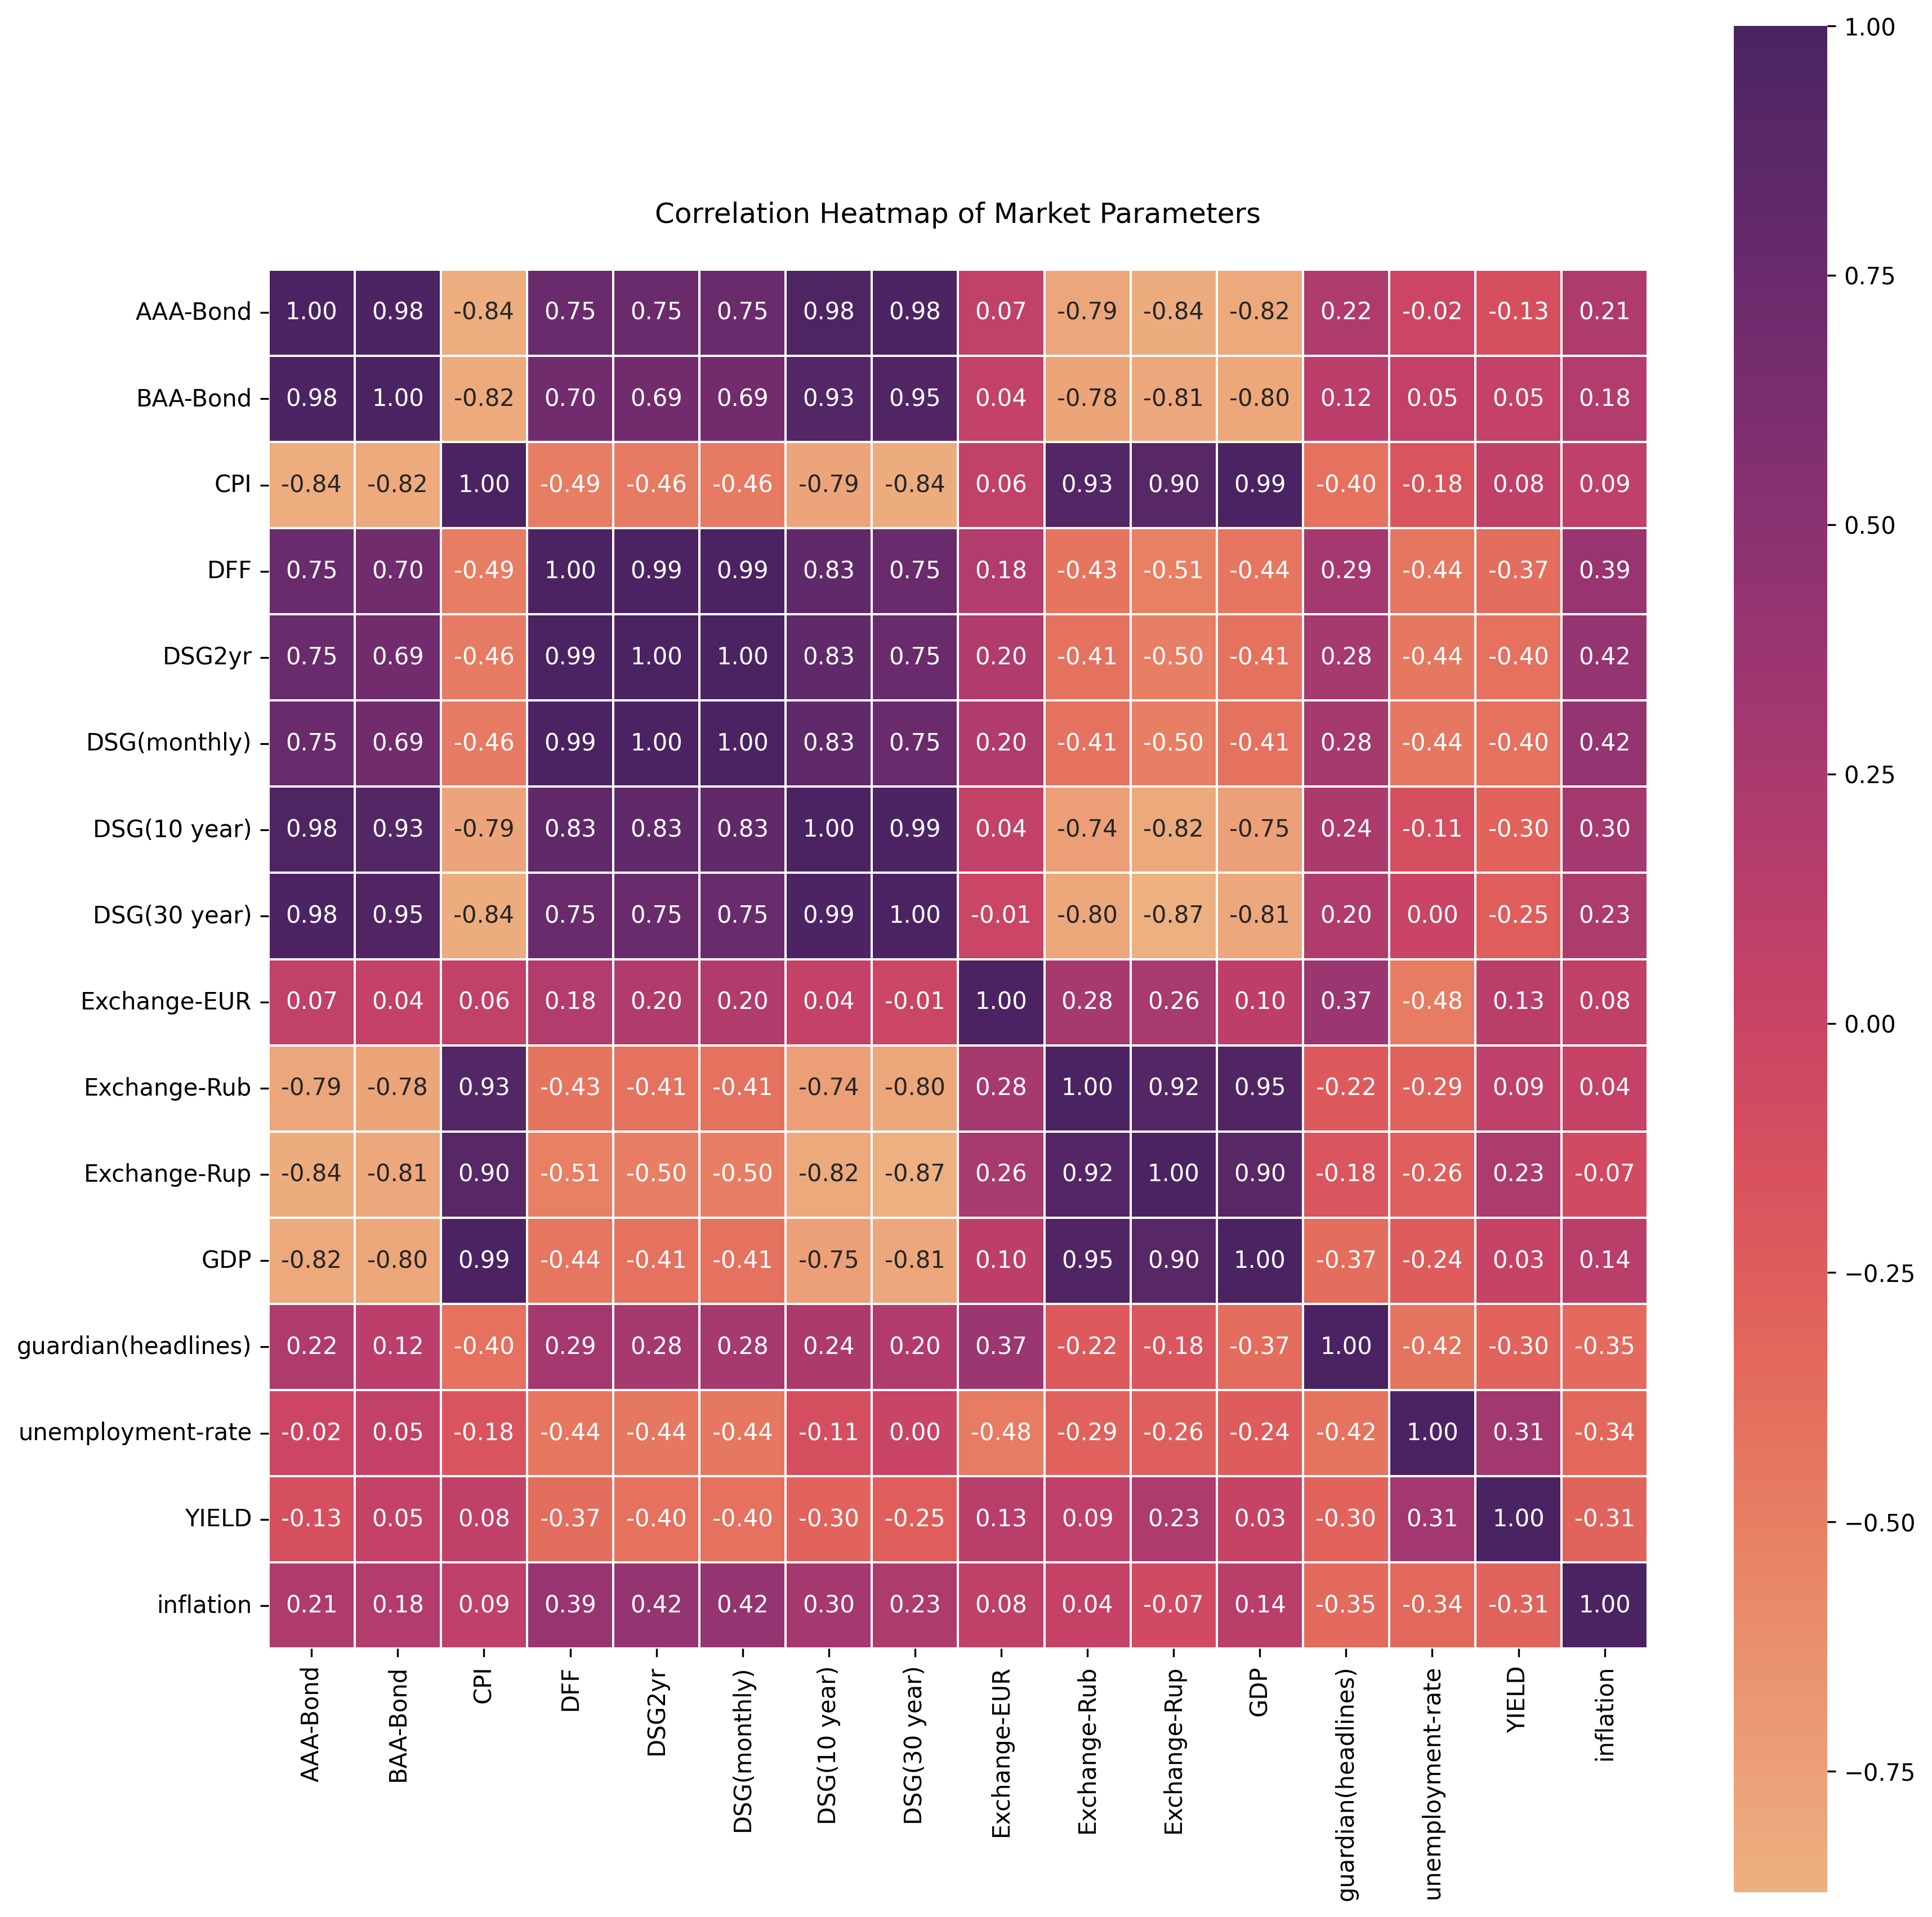 Correlation Heatmap of Market Parameters
AAA-Bond 1.00 0.98 -0.84 0.75 0.75 0.75 0.98 0.98 0.07 -0.79 -0.84 -0.82 0.22 -0.02 -0.13 0.21
BAA-Bond 0.98 1.00 -0.82 0.70 0.69 0.69 0.93 0.95 0.04 -0.78 -0.81 -0.80 0.12 0.05 0.05 0.18
CPI -0.84 -0.82 1.00 -0.49 -0.46 -0.46 -0.79 -0.84 0.06 0.93 0.90 0.99 -0.40 -0.18 0.08 0.09
DFF 0.75 0.70 -0.49 1.00 0.99 0.99 0.83 0.75 0.18 -0.43 -0.51 -0.44 0.29 -0.44 -0.37 0.39
DSG2yr 0.75 0.69 -0.46 0.99 1.00 1.00 0.83 0.75 0.20 -0.41 -0.50 -0.41 0.28 -0.44 -0.40 0.42
DSG(monthly) 0.75 0.69 -0.46 0.99 1.00 1.00 0.83 0.75 0.20 -0.41 -0.50 -0.41 0.28 -0.44 -0.40 0.42
DSG(10 year) 0.98 0.93 -0.79 0.83 0.83 0.83 1.00 0.99 0.04 -0.74 -0.82 -0.75 0.24 -0.11 -0.30 0.30
DSG(30 year) 0.98 0.95 -0.84 0.75 0.75 0.75 0.99 1.00 -0.01 -0.80 -0.87 -0.81 0.20 0.00 -0.25 0.23
Exchange-EUR 0.07 0.04 0.06 0.18 0.20 0.20 0.04 -0.01 1.00 0.28 0.26 0.10 0.37 -0.48 0.13 0.08
Exchange-Rub -0.79 -0.78 0.93 -0.43 -0.41 -0.41 -0.74 -0.80 0.28 1.00 0.92 0.95 -0.22 -0.29 0.09 0.04
Exchange-Rup -0.84 -0.81 0.90 -0.51 -0.50 -0.50 -0.82 -0.87 0.26 0.92 1.00 0.90 -0.18 -0.26 0.23 -0.07
GDP -0.82 -0.80 0.99 -0.44 -0.41 -0.41 -0.75 -0.81 0.10 0.95 0.90 1.00 -0.37 -0.24 0.03 0.14
guardian(headlines) 0.22 0.12 -0.40 0.29 0.28 0.28 0.24 0.20 0.37 -0.22 -0.18 -0.37 1.00 -0.42 -0.30 -0.35
unemployment-rate -0.02 0.05 -0.18 -0.44 -0.44 -0.44 -0.11 0.00 -0.48 -0.29 -0.26 -0.24 -0.42 1.00 0.31 -0.34
YIELD -0.13 0.05 0.08 -0.37 -0.40 -0.40 -0.30 -0.25 0.13 0.09 0.23 0.03 -0.30 0.31 1.00 -0.31
inflation 0.21 0.18 0.09 0.39 0.42 0.42 0.30 0.23 0.08 0.04 -0.07 0.14 -0.35 -0.34 -0.31 1.00
AAA-Bond
BAA-Bond
CPI
DFF
DSG2yr
DSG(monthly)
DSG(10 year)
DSG(30 year)
Exchange-EUR
Exchange-Rub
Exchange-Rup
GDP
guardian(headlines)
unemployment-rate
YIELD
inflation
1.00
0.75
0.50
0.25
0.00
−0.25
−0.50
−0.75